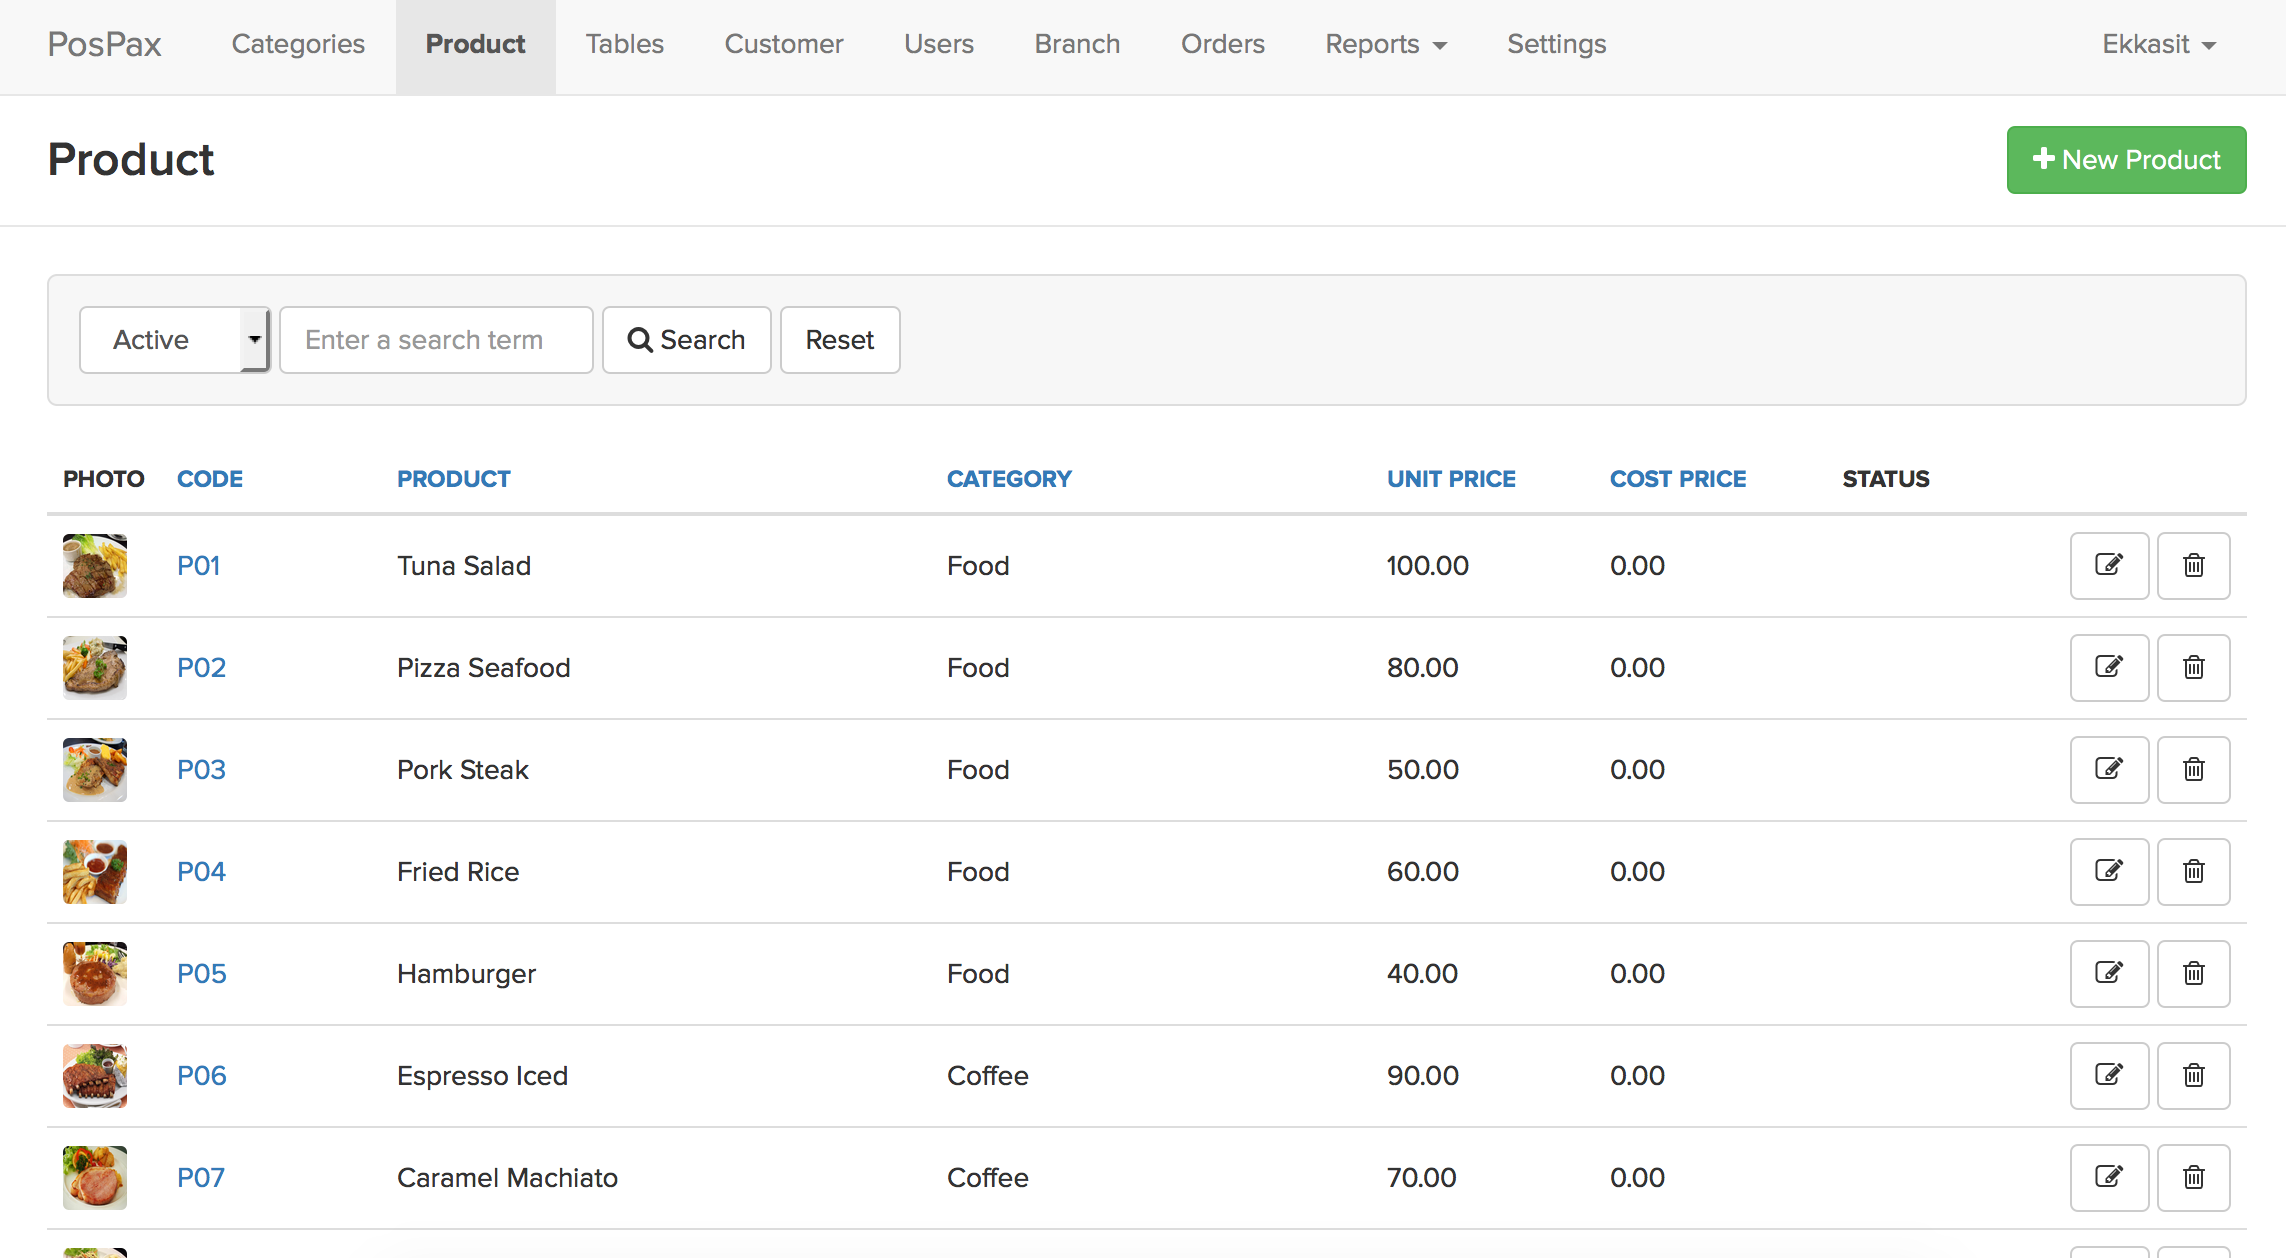 PosPax Categories Product Tables Customer Users Branch Orders Reports Settings Ekkasit
Product
New Product
Active Enter a search term Search Reset
PHOTO CODE PRODUCT CATEGORY UNIT PRICE COST PRICE STATUS
P01 Tuna Salad Food 100.00 0.00
P02 Pizza Seafood Food 80.00 0.00
P03 Pork Steak Food 50.00 0.00
P04 Fried Rice Food 60.00 0.00
P05 Hamburger Food 40.00 0.00
P06 Espresso Iced Coffee 90.00 0.00
P07 Caramel Machiato Coffee 70.00 0.00